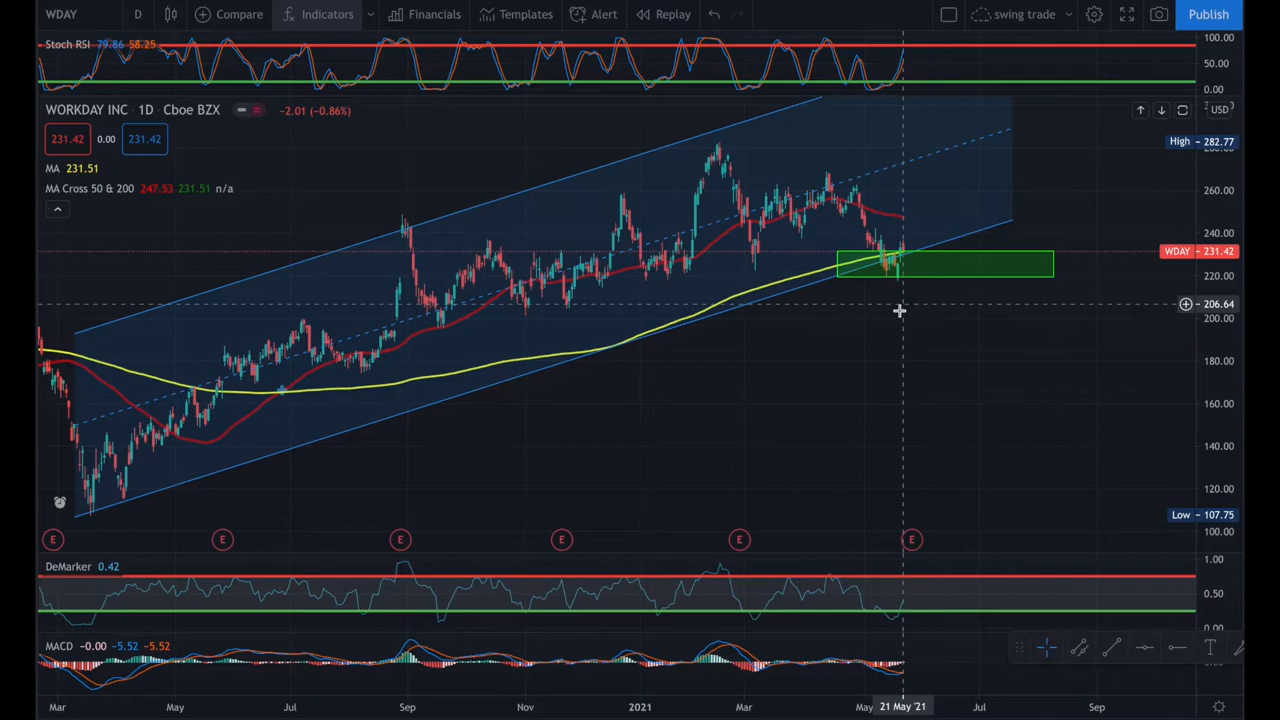 WDAY D Compare Indicators Financials Templates Alert Replay swing trade Publish
Stoch RSI 79.86 58.25
100.00
50.00
0.00
WORKDAY INC · 1D · Cboe BZX −2.01 (−0.86%)
USD
231.42 0.00 231.42
High 282.77
MA 231.51
MA Cross 50 & 200 247.53 231.51 n/a
260.00
240.00
WDAY 231.42
220.00
206.64
200.00
180.00
160.00
140.00
120.00
Low 107.75
100.00
E E E E E E
DeMarker 0.42
1.00
0.50
0.00
MACD −0.00 −5.52 −5.52
T
Mar May Jul Sep Nov 2021 Mar May 21 May '21 Jul Sep